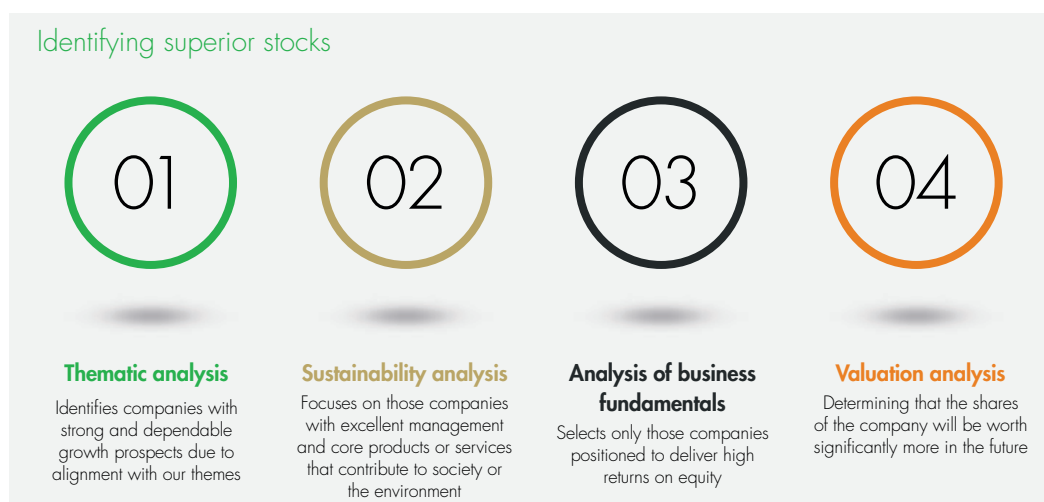 Identifying superior stocks
01
02
03
04
Thematic analysis
Identifies companies with
strong and dependable
growth prospects due to
alignment with our themes
Sustainability analysis
Focuses on those companies
with excellent management
and core products or services
that contribute to society or
the environment
Analysis of business
fundamentals
Selects only those companies
positioned to deliver high
returns on equity
Valuation analysis
Determining that the shares
of the company will be worth
significantly more in the future